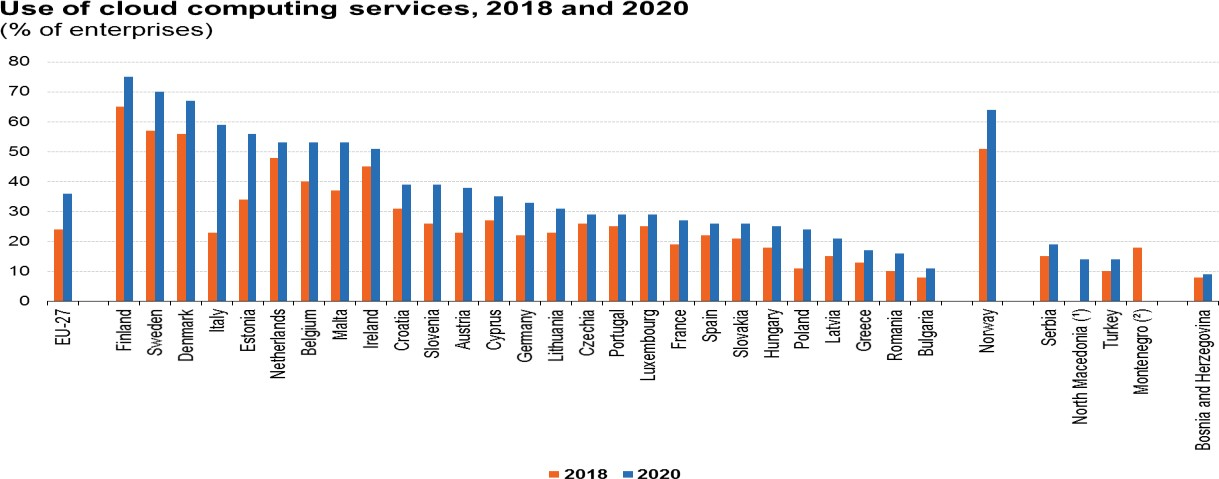 Use of cloud computing services, 2018 and 2020
(% of enterprises)
80
70
60
50
40
30
20
10
0
EU-27
Finland
Sweden
Denmark
Italy
Estonia
Netherlands
Belgium
Malta
Ireland
Croatia
Slovenia
Austria
Cyprus
Germany
Lithuania
Czechia
Portugal
Luxembourg
France
Spain
Slovakia
Hungary
Poland
Latvia
Greece
Romania
Bulgaria
Norway
Serbia
North Macedonia (¹)
Turkey
Montenegro (²)
Bosnia and Herzegovina
2018 2020